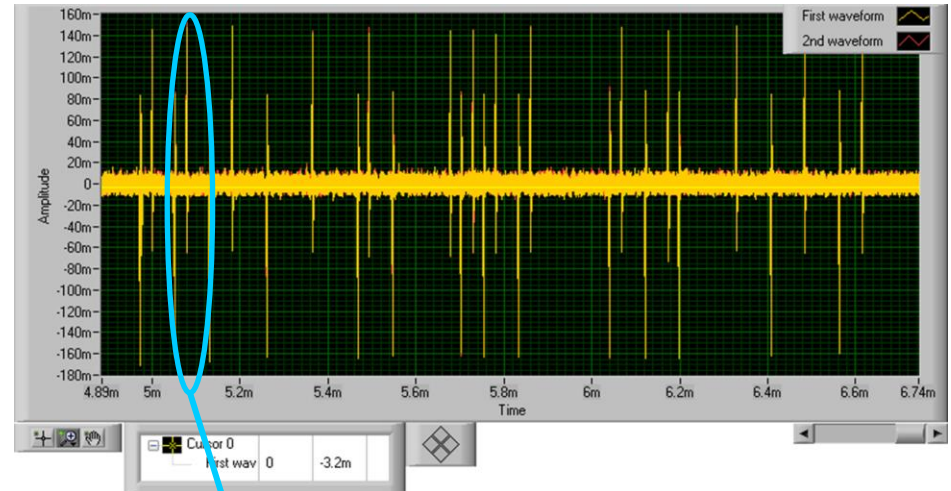 160m
140m
120m
100m
80m
60m
40m
20m
0
-20m
-40m
-60m
-80m
-100m
-120m
-140m
-160m
-180m
Amplitude
4.89m 5m 5.2m 5.4m 5.6m 5.8m 6m 6.2m 6.4m 6.6m 6.74m
Time
First waveform
2nd waveform
Cursor 0
First wav 0 -3.2m